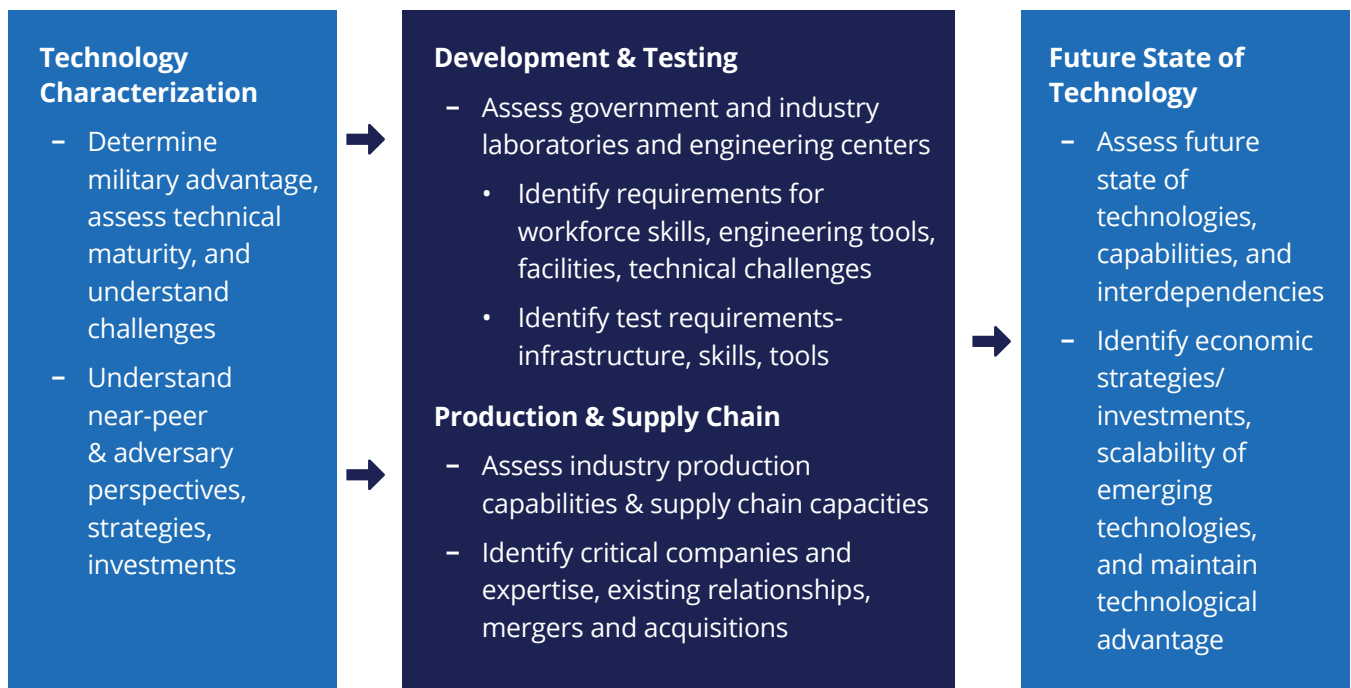 Technology
Characterization
– Determine
military advantage,
assess technical
maturity, and
understand
challenges
– Understand
near-peer
& adversary
perspectives,
strategies,
investments
Development & Testing
– Assess government and industry
laboratories and engineering centers
• Identify requirements for
workforce skills, engineering tools,
facilities, technical challenges
• Identify test requirements-
infrastructure, skills, tools
Production & Supply Chain
– Assess industry production
capabilities & supply chain capacities
– Identify critical companies and
expertise, existing relationships,
mergers and acquisitions
Future State of
Technology
– Assess future
state of
technologies,
capabilities, and
interdependencies
– Identify economic
strategies/
investments,
scalability of
emerging
technologies,
and maintain
technological
advantage